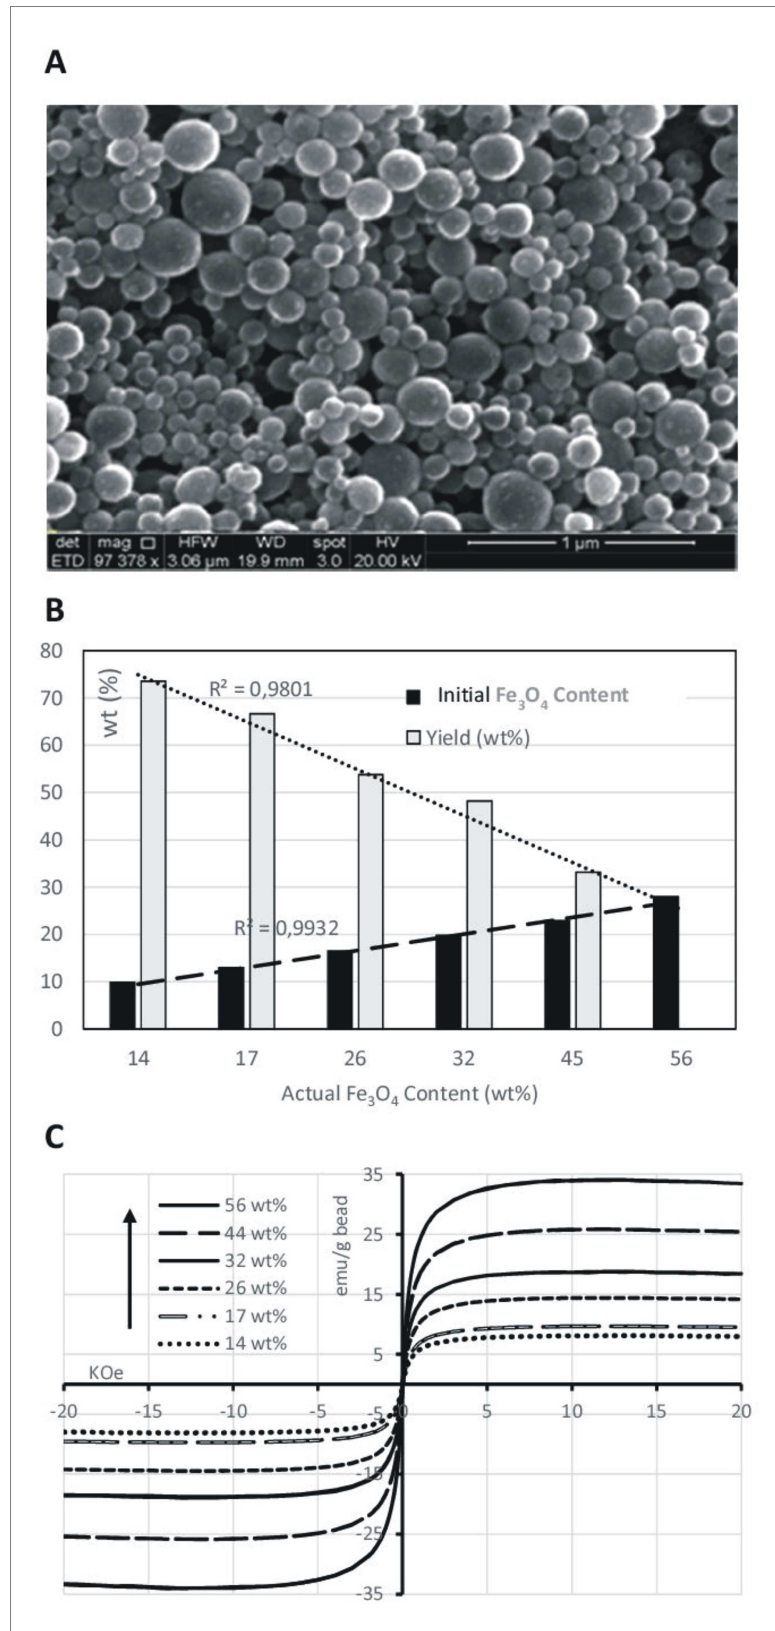 A
det mag □ HFW WD spot HV 1 µm
ETD 97 378 x 3.06 µm 19.9 mm 3.0 20.00 kV
B
80
70
60
50
40
30
20
10
0
wt (%)
R² = 0,9801
Initial Fe₃O₄ Content
Yield (wt%)
R² = 0,9932
14 17 26 32 45 56
Actual Fe₃O₄ Content (wt%)
C
35
25
15
5
-5
-15
-25
-35
emu/g bead
56 wt%
44 wt%
32 wt%
26 wt%
17 wt%
14 wt%
KOe
-20 -15 -10 -5 0 5 10 15 20